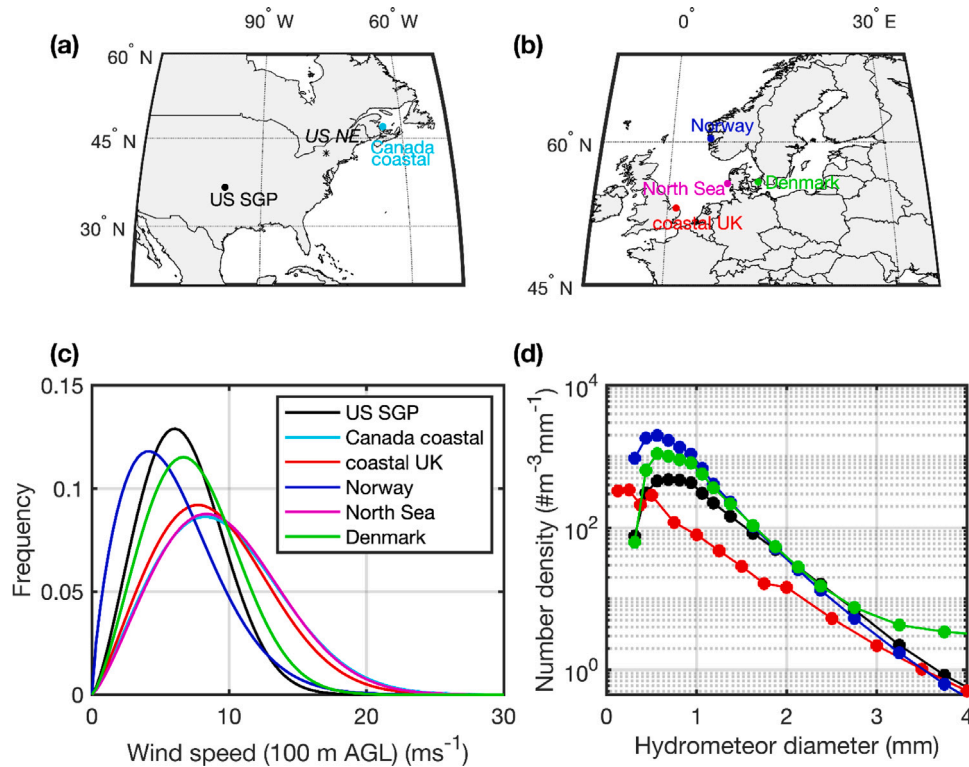 90° W
60° W
(a)
60° N
US NE
45° N
Canada
coastal
US SGP
30° N
0°
30° E
(b)
Norway
60° N
North Sea
Denmark
coastal UK
45° N
(c)
0.15
US SGP
Canada coastal
coastal UK
Norway
North Sea
Denmark
0.1
0.05
0
Frequency
0
10
20
30
Wind speed (100 m AGL) (ms⁻¹)
(d)
10⁴
10²
10⁰
Number density (#m⁻³mm⁻¹)
0
1
2
3
4
Hydrometeor diameter (mm)